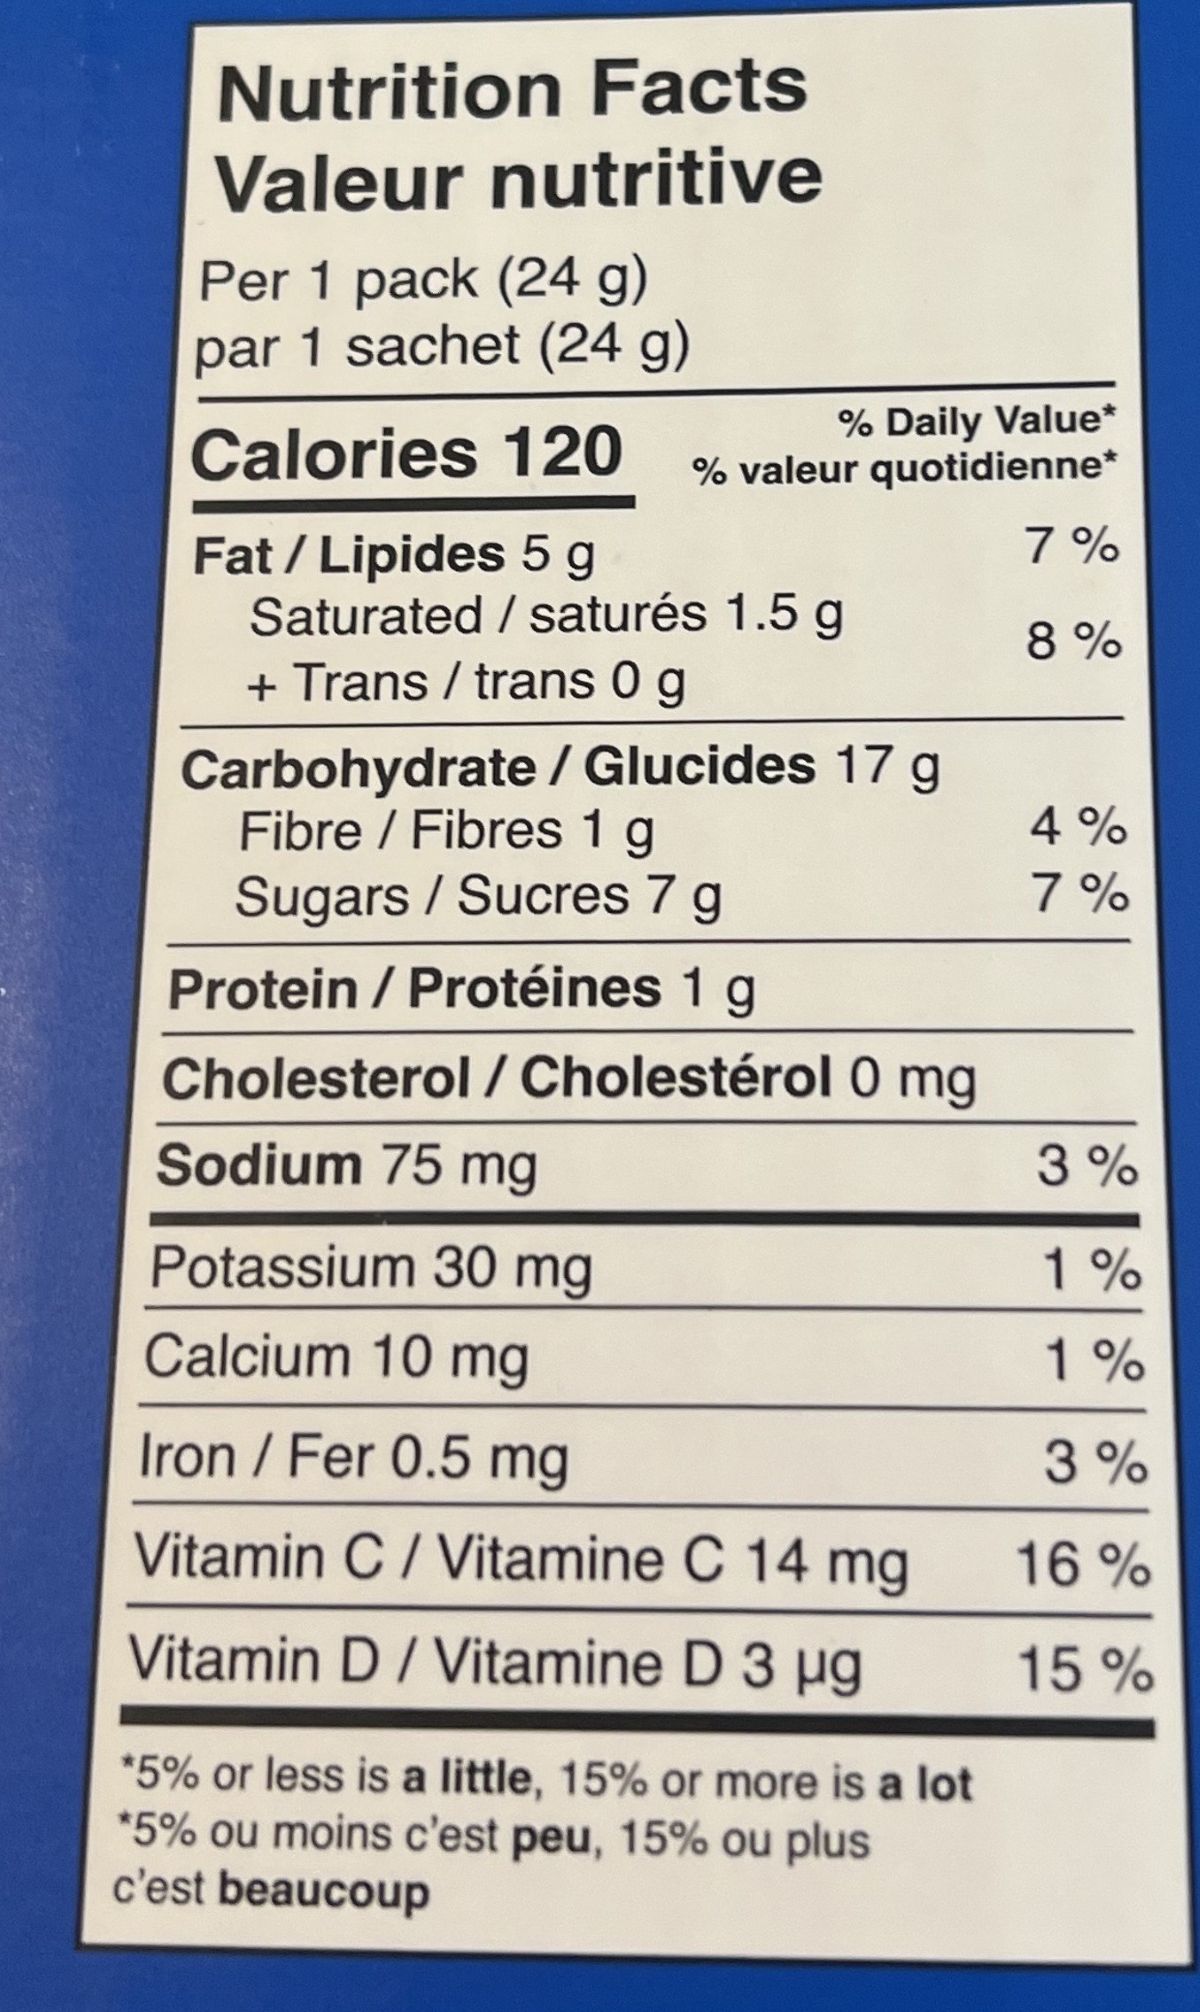 Nutrition Facts
Valeur nutritive
Per 1 pack (24 g)
par 1 sachet (24 g)
Calories 120
% Daily Value*
% valeur quotidienne*
Fat / Lipides 5 g 7 %
Saturated / saturés 1.5 g
+ Trans / trans 0 g 8 %
Carbohydrate / Glucides 17 g
Fibre / Fibres 1 g 4 %
Sugars / Sucres 7 g 7 %
Protein / Protéines 1 g
Cholesterol / Cholestérol 0 mg
Sodium 75 mg 3 %
Potassium 30 mg 1 %
Calcium 10 mg 1 %
Iron / Fer 0.5 mg 3 %
Vitamin C / Vitamine C 14 mg 16 %
Vitamin D / Vitamine D 3 µg 15 %
*5% or less is a little, 15% or more is a lot
*5% ou moins c'est peu, 15% ou plus
c'est beaucoup